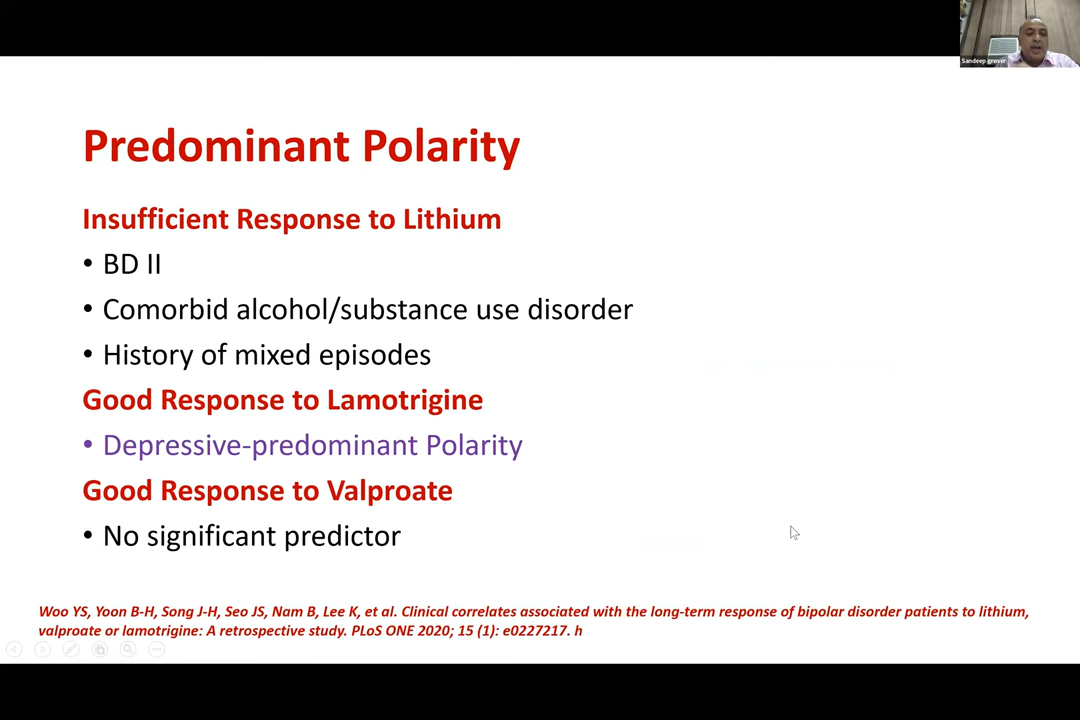 Sandeep grover
Predominant Polarity
Insufficient Response to Lithium
• BD II
• Comorbid alcohol/substance use disorder
• History of mixed episodes
Good Response to Lamotrigine
• Depressive-predominant Polarity
Good Response to Valproate
• No significant predictor
Woo YS, Yoon B-H, Song J-H, Seo JS, Nam B, Lee K, et al. Clinical correlates associated with the long-term response of bipolar disorder patients to lithium,
valproate or lamotrigine: A retrospective study. PLoS ONE 2020; 15 (1): e0227217. h